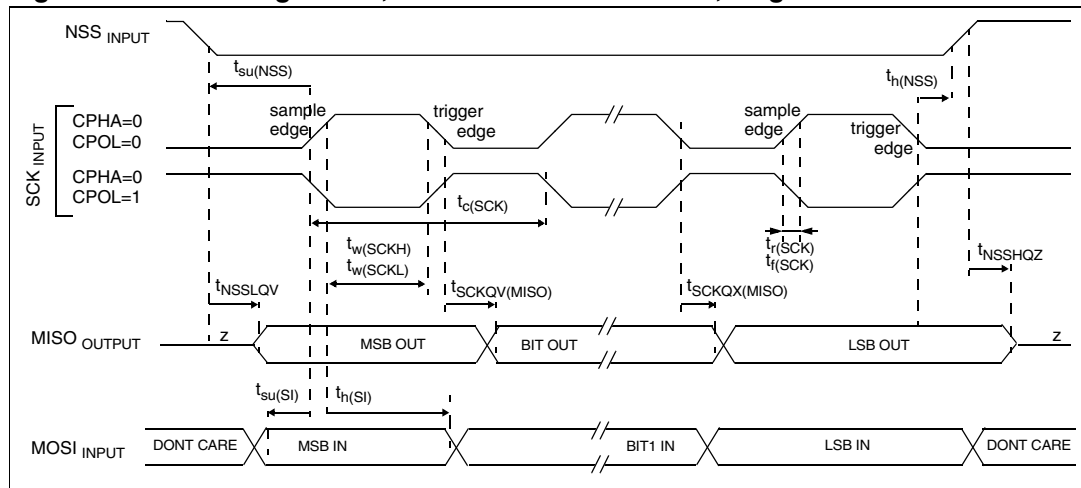 NSS INPUT
tsu(NSS)
th(NSS)
SCK INPUT
CPHA=0
CPOL=0
sample
edge
trigger
edge
sample
edge
trigger
edge
CPHA=0
CPOL=1
tc(SCK)
tw(SCKH)
tw(SCKL)
tr(SCK)
tf(SCK)
tNSSLQV
tSCKQV(MISO)
tSCKQX(MISO)
tNSSHQZ
MISO OUTPUT
z
MSB OUT
BIT OUT
LSB OUT
z
tsu(SI)
th(SI)
MOSI INPUT
DONT CARE
MSB IN
BIT1 IN
LSB IN
DONT CARE